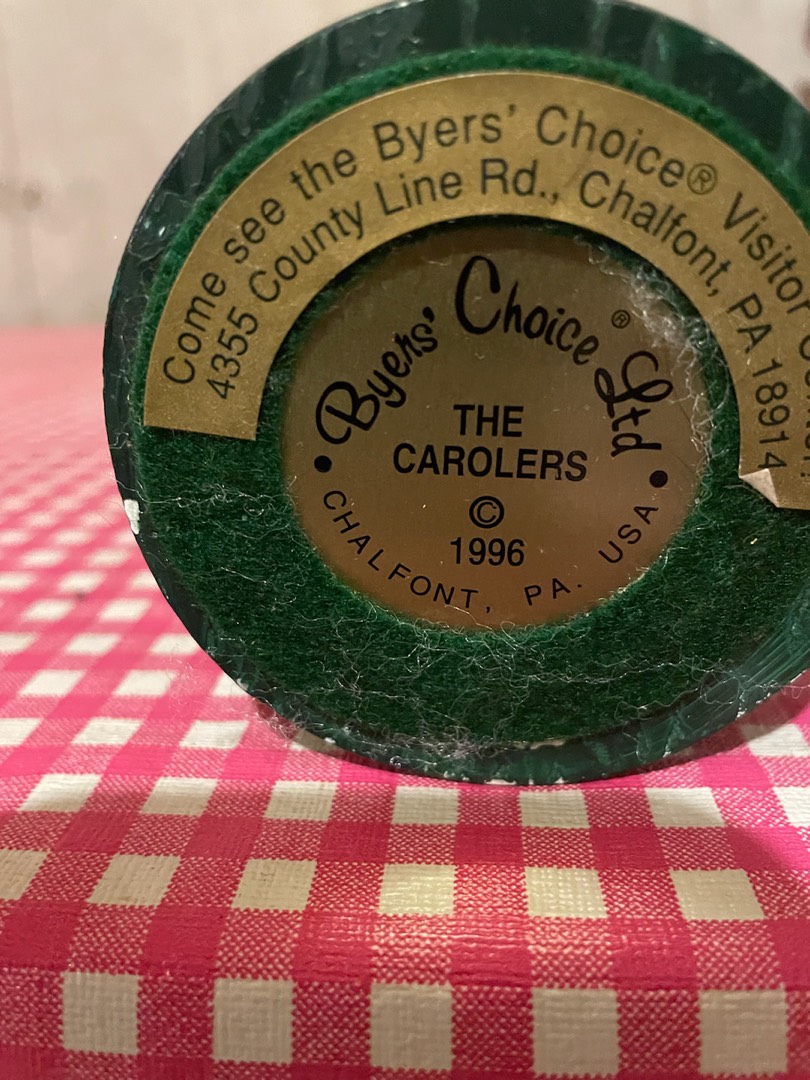 Come see the Byers' Choice® Visitor
4355 County Line Rd., Chalfont, PA 18914
Byers' Choice® Ltd
THE
CAROLERS
©
1996
• CHALFONT, PA. USA •